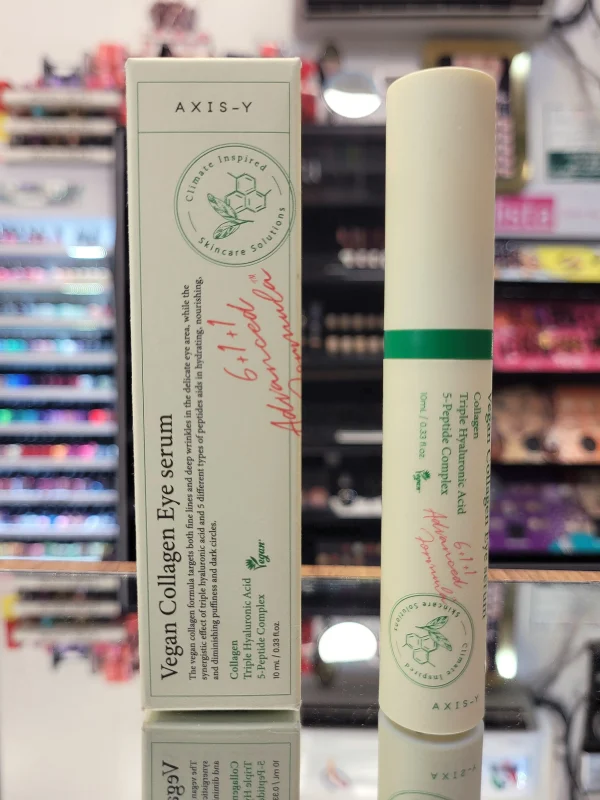 AXIS-Y
Climate Inspired
Skincare Solutions
6+1+1
Advanced
Formula
TM
Vegan Collagen Eye serum
The vegan collagen formula targets both fine lines and deep wrinkles in the delicate eye area, while the
synergistic effect of triple hyaluronic acid and 5 different types of peptides aids in hydrating, nourishing,
and diminishing puffiness and dark circles.
Collagen
Triple Hyaluronic Acid
5-Peptide Complex
10 ml / 0.33 fl.oz.
Vegan
Vegan Collagen Eye serum
Collagen
Triple Hyaluronic Acid
5-Peptide Complex
10ml / 0.33 fl.oz
Vegan
6+1+1
Advanced
Formula
Climate Inspired
Skincare Solutions
AXIS-Y